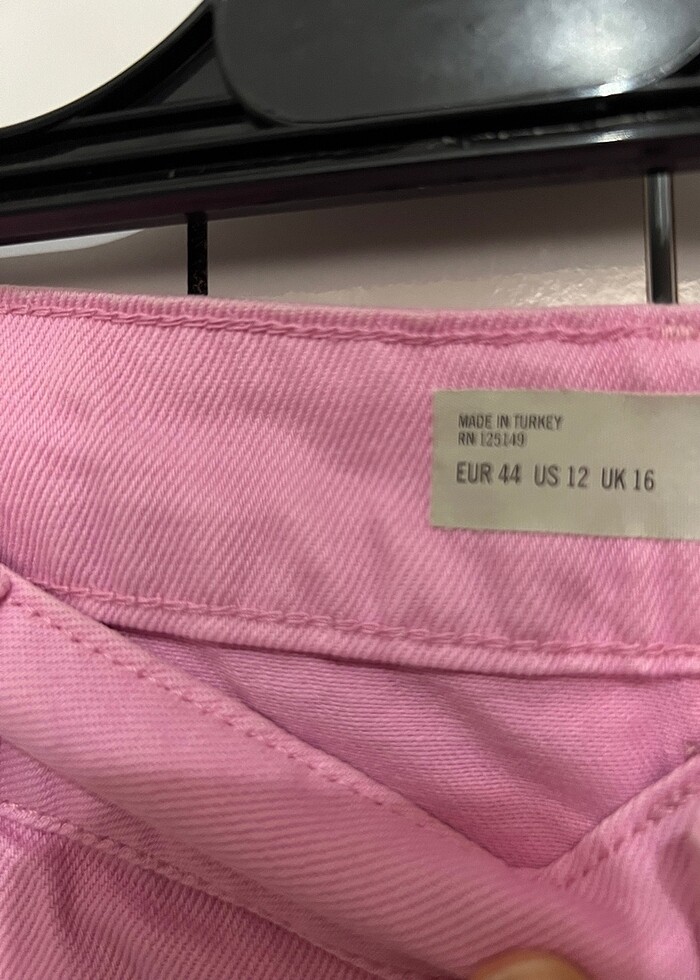 MADE IN TURKEY
RN 125149
EUR 44 US 12 UK 16